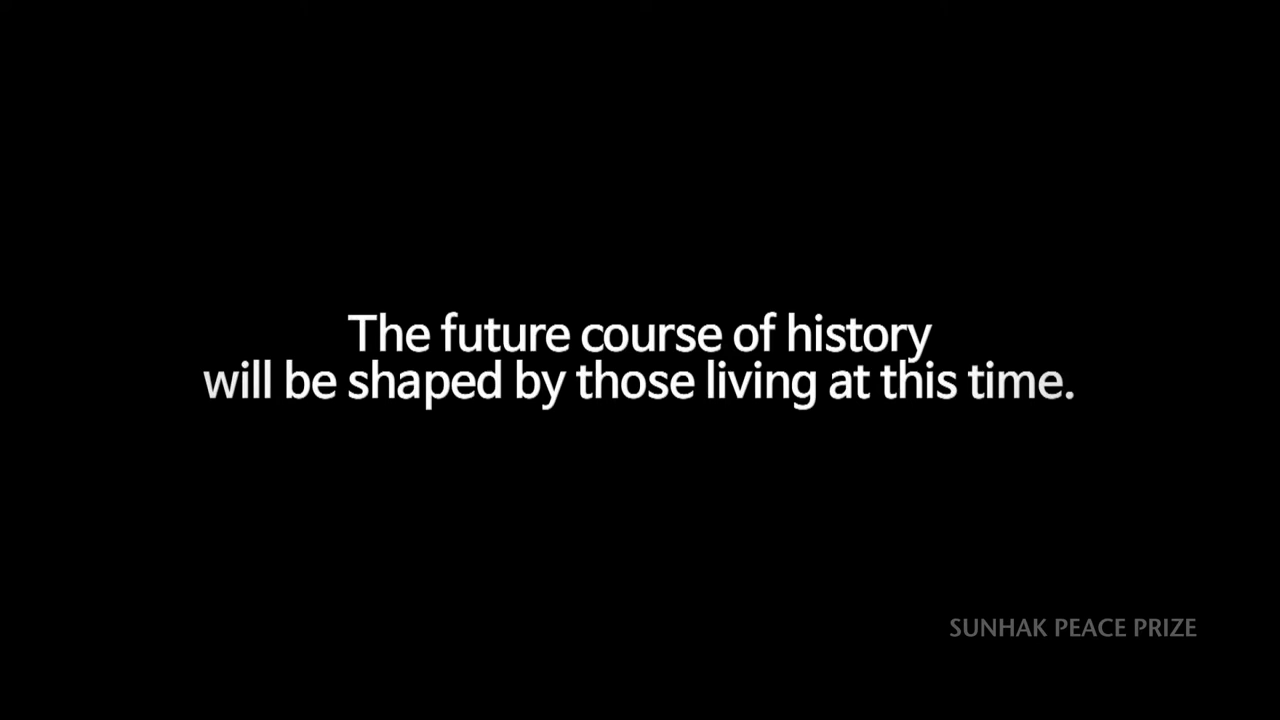 The future course of history
will be shaped by those living at this time.
SUNHAK PEACE PRIZE